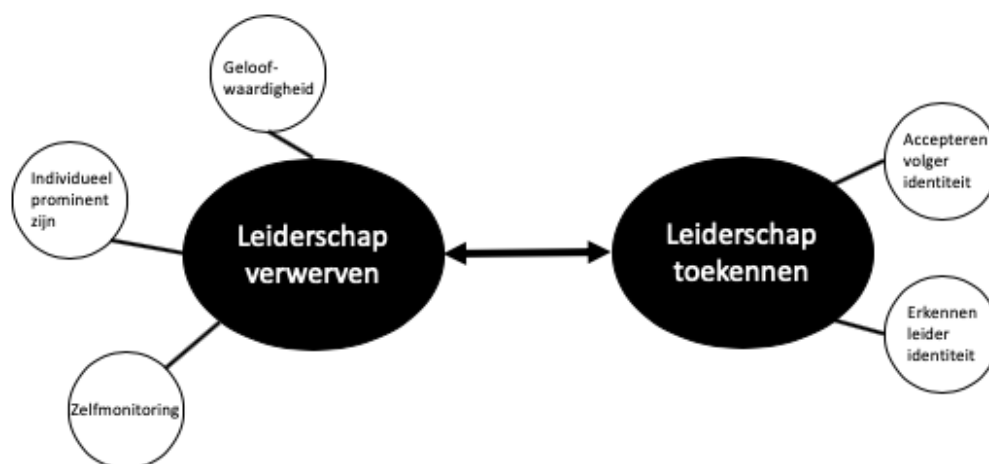 Geloof-
waardigheid
Individueel
prominent
zijn
Leiderschap
verwerven
Zelfmonitoring
Leiderschap
toekennen
Accepteren
volger
identiteit
Erkennen
leider
identiteit